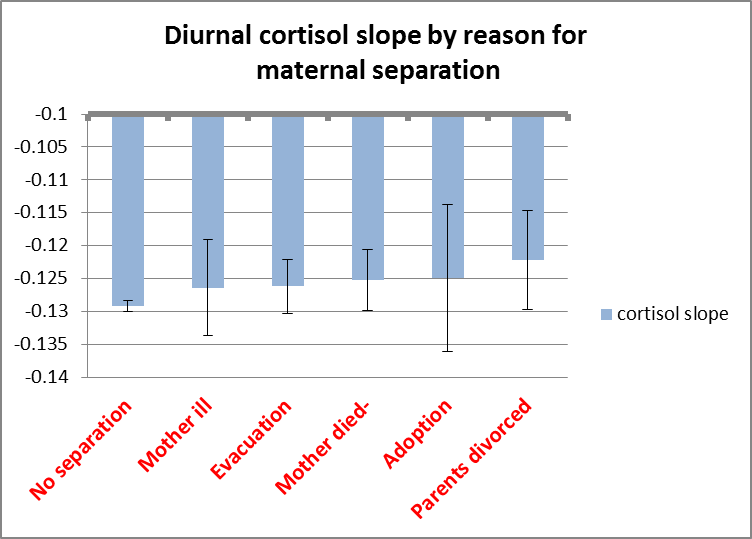 Diurnal cortisol slope by reason for
maternal separation
-0.1
-0.105
-0.11
-0.115
-0.12
-0.125
-0.13
-0.135
-0.14
cortisol slope
No separation
Mother ill
Evacuation
Mother died-
Adoption
Parents divorced